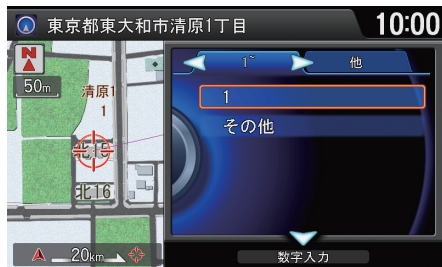 東京都東大和市清原1丁目
10:00
N
50m
清原1
1
北15
北16
20km
1~
他
1
その他
数字入力